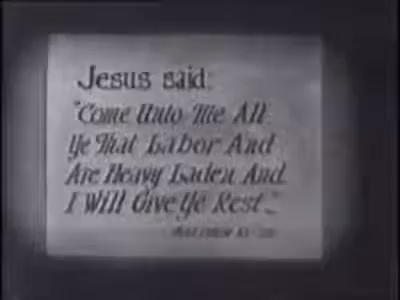 Jesus said:
"Come Unto Me All
Ye That Labor And
Are Heavy Laden And
I Will Give Ye Rest..."